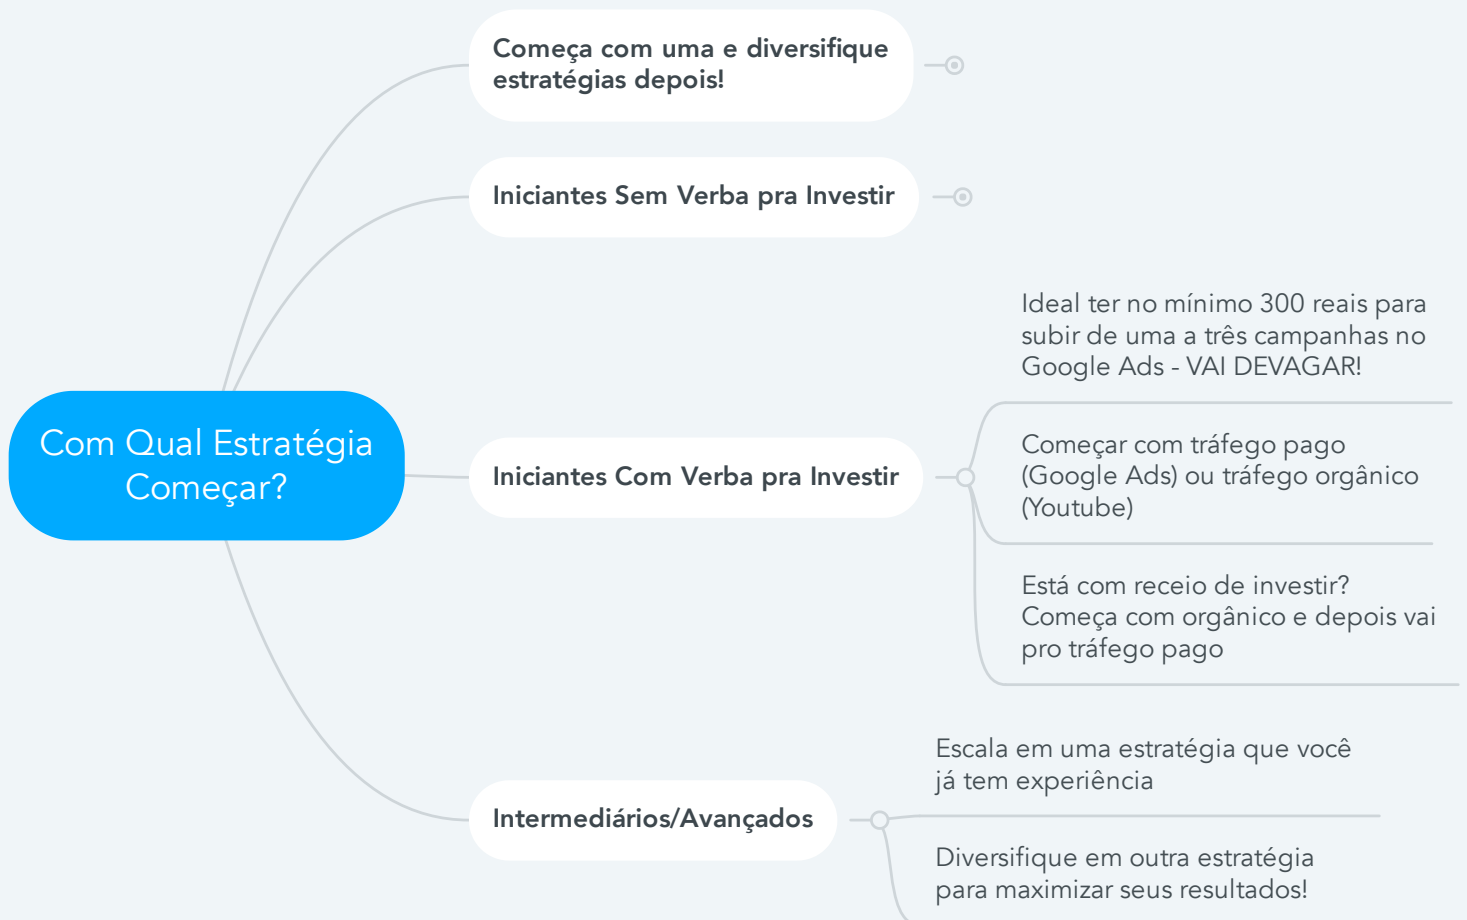 Começa com uma e diversifique
estratégias depois!
Iniciantes Sem Verba pra Investir
Ideal ter no mínimo 300 reais para
subir de uma a três campanhas no
Google Ads - VAI DEVAGAR!
Com Qual Estratégia
Começar?
Iniciantes Com Verba pra Investir
Começar com tráfego pago
(Google Ads) ou tráfego orgânico
(Youtube)
Está com receio de investir?
Começa com orgânico e depois vai
pro tráfego pago
Intermediários/Avançados
Escala em uma estratégia que você
já tem experiência
Diversifique em outra estratégia
para maximizar seus resultados!